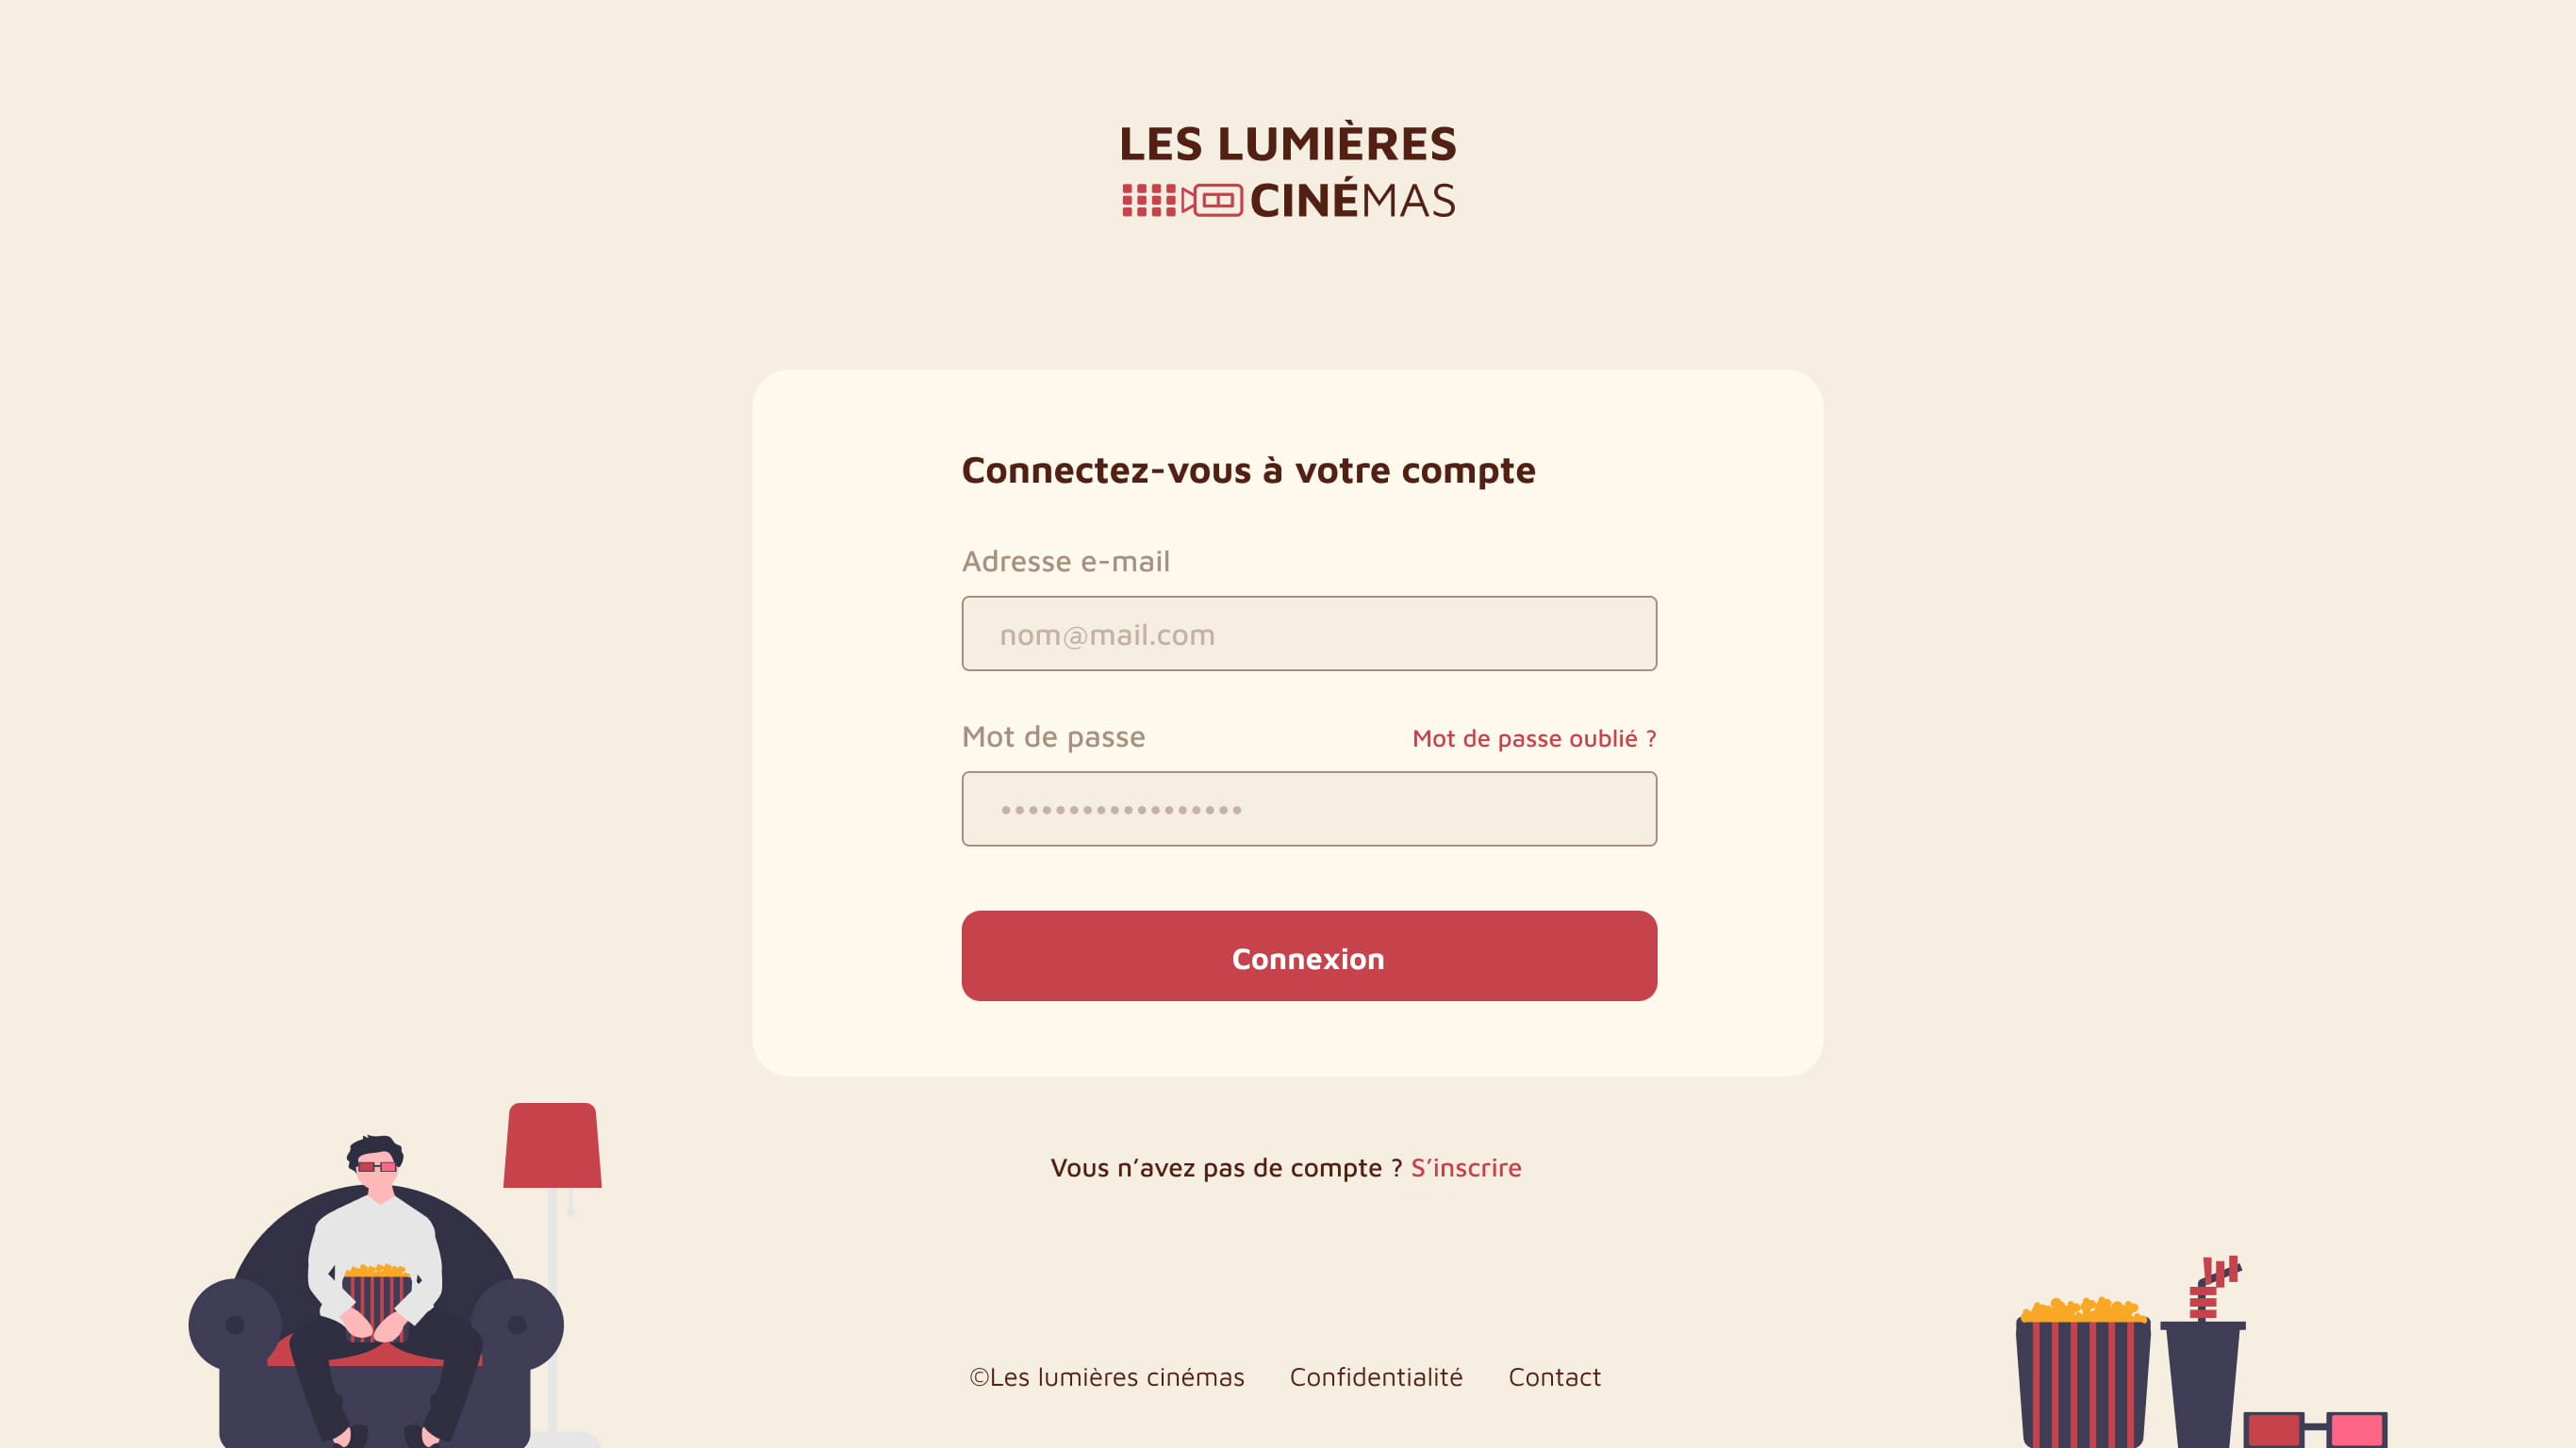 LES LUMIÈRES
CINÉMAS
Connectez-vous à votre compte
Adresse e-mail
nom@mail.com
Mot de passe
Mot de passe oublié ?
••••••••••••••••••
Connexion
Vous n’avez pas de compte ? S’inscrire
©Les lumières cinémas Confidentialité Contact